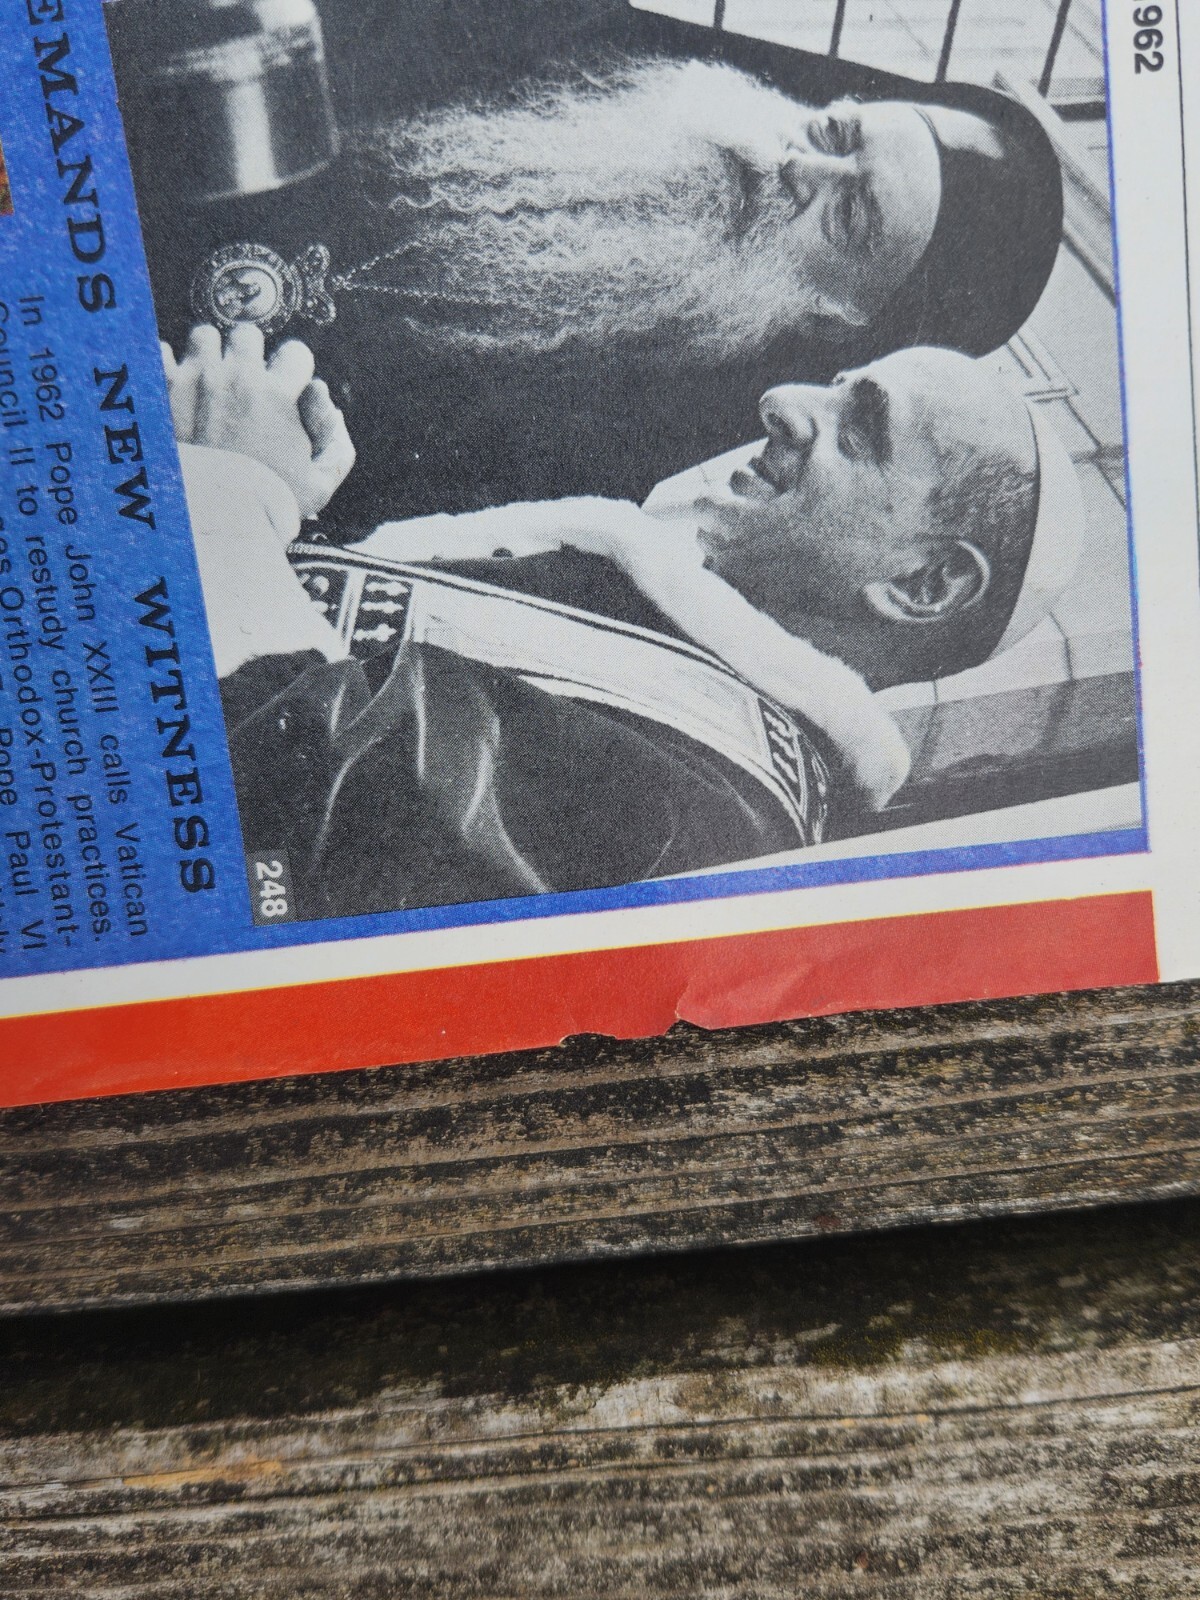 1962
248
EMANDS NEW WITNESS
In 1962 Pope John XXIII calls Vatican
Council II to restudy church practices.
Orthodox-Protestant-
Pope Paul VI